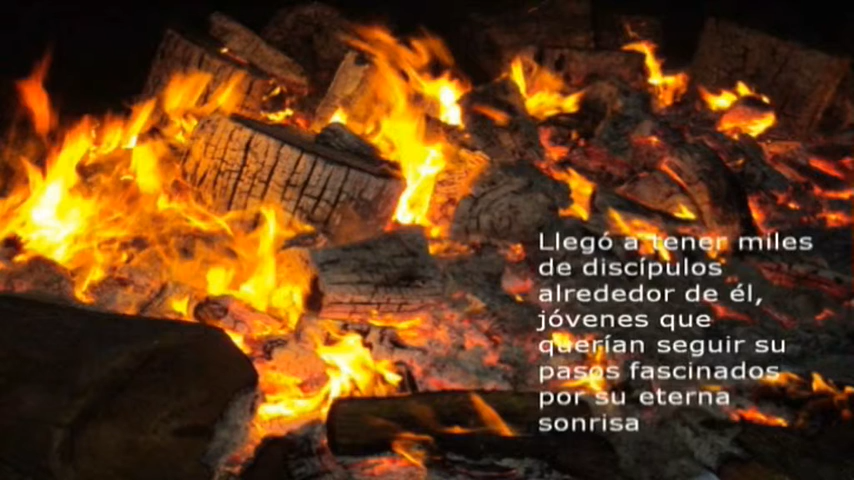 Llegó a tener miles
de discípulos
alrededor de él,
jóvenes que
querían seguir su
pasos fascinados
por su eterna
sonrisa